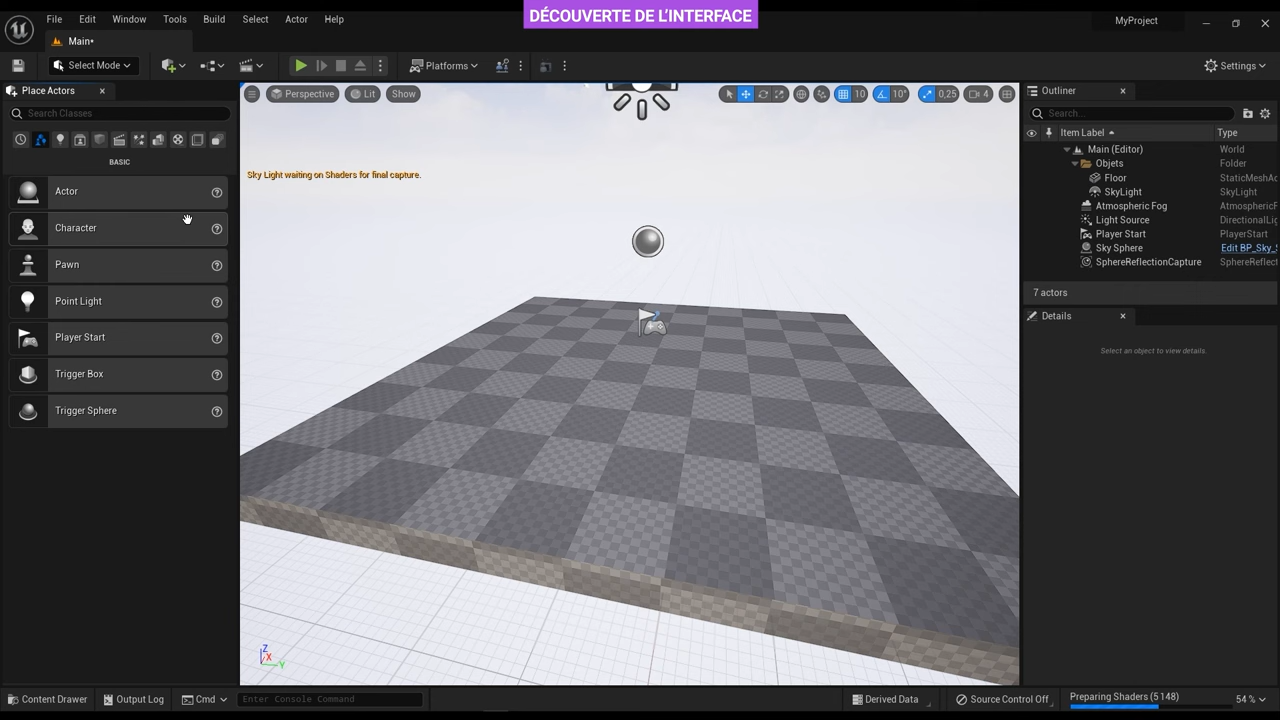 DÉCOUVERTE DE L'INTERFACE
File Edit Window Tools Build Select Actor Help
MyProject
Main•
Select Mode
Platforms
Settings
Place Actors
Search Classes
BASIC
Actor
Character
Pawn
Point Light
Player Start
Trigger Box
Trigger Sphere
Perspective Lit Show
10 10° 0,25 4
Sky Light waiting on Shaders for final capture.
Outliner
Search...
Item Label Type
Main (Editor) World
Objets Folder
Floor StaticMeshAc
SkyLight SkyLight
Atmospheric Fog AtmosphericF
Light Source DirectionalLig
Player Start PlayerStart
Sky Sphere Edit BP_Sky_S
SphereReflectionCapture SphereReflect
7 actors
Details
Select an object to view details.
Content Drawer Output Log Cmd Enter Console Command
Derived Data Source Control Off Preparing Shaders (5 148) 54 %